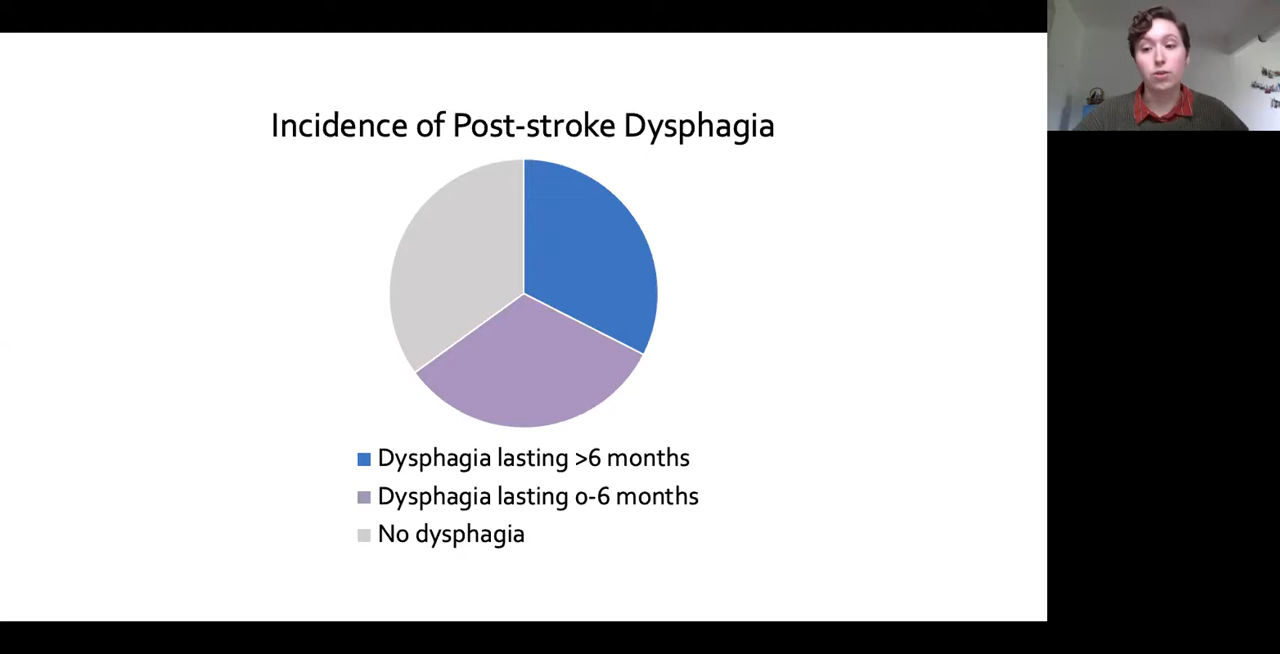 Incidence of Post-stroke Dysphagia
Dysphagia lasting >6 months
Dysphagia lasting 0-6 months
No dysphagia